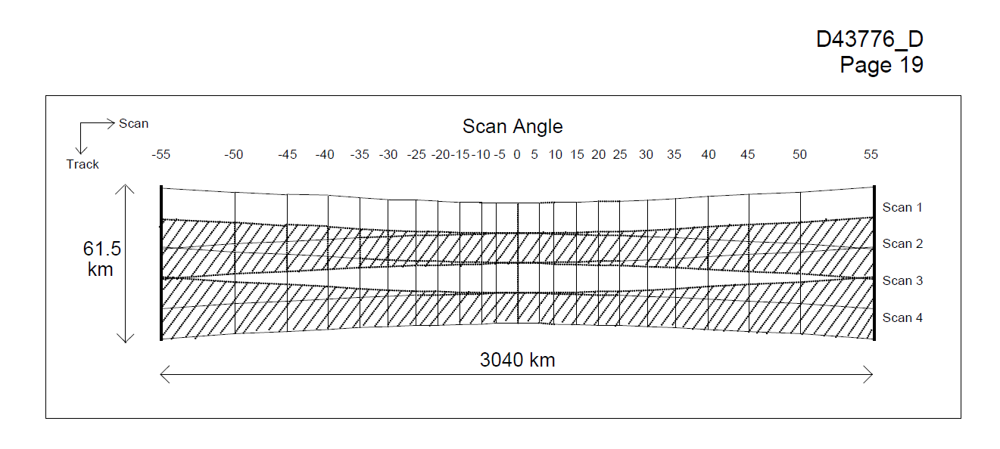 D43776_D
Page 19
Scan
Scan Angle
Track
-55 -50 -45 -40 -35 -30 -25 -20 -15 -10 -5 0 5 10 15 20 25 30 35 40 45 50 55
Scan 1
61.5
km
Scan 2
Scan 3
Scan 4
3040 km